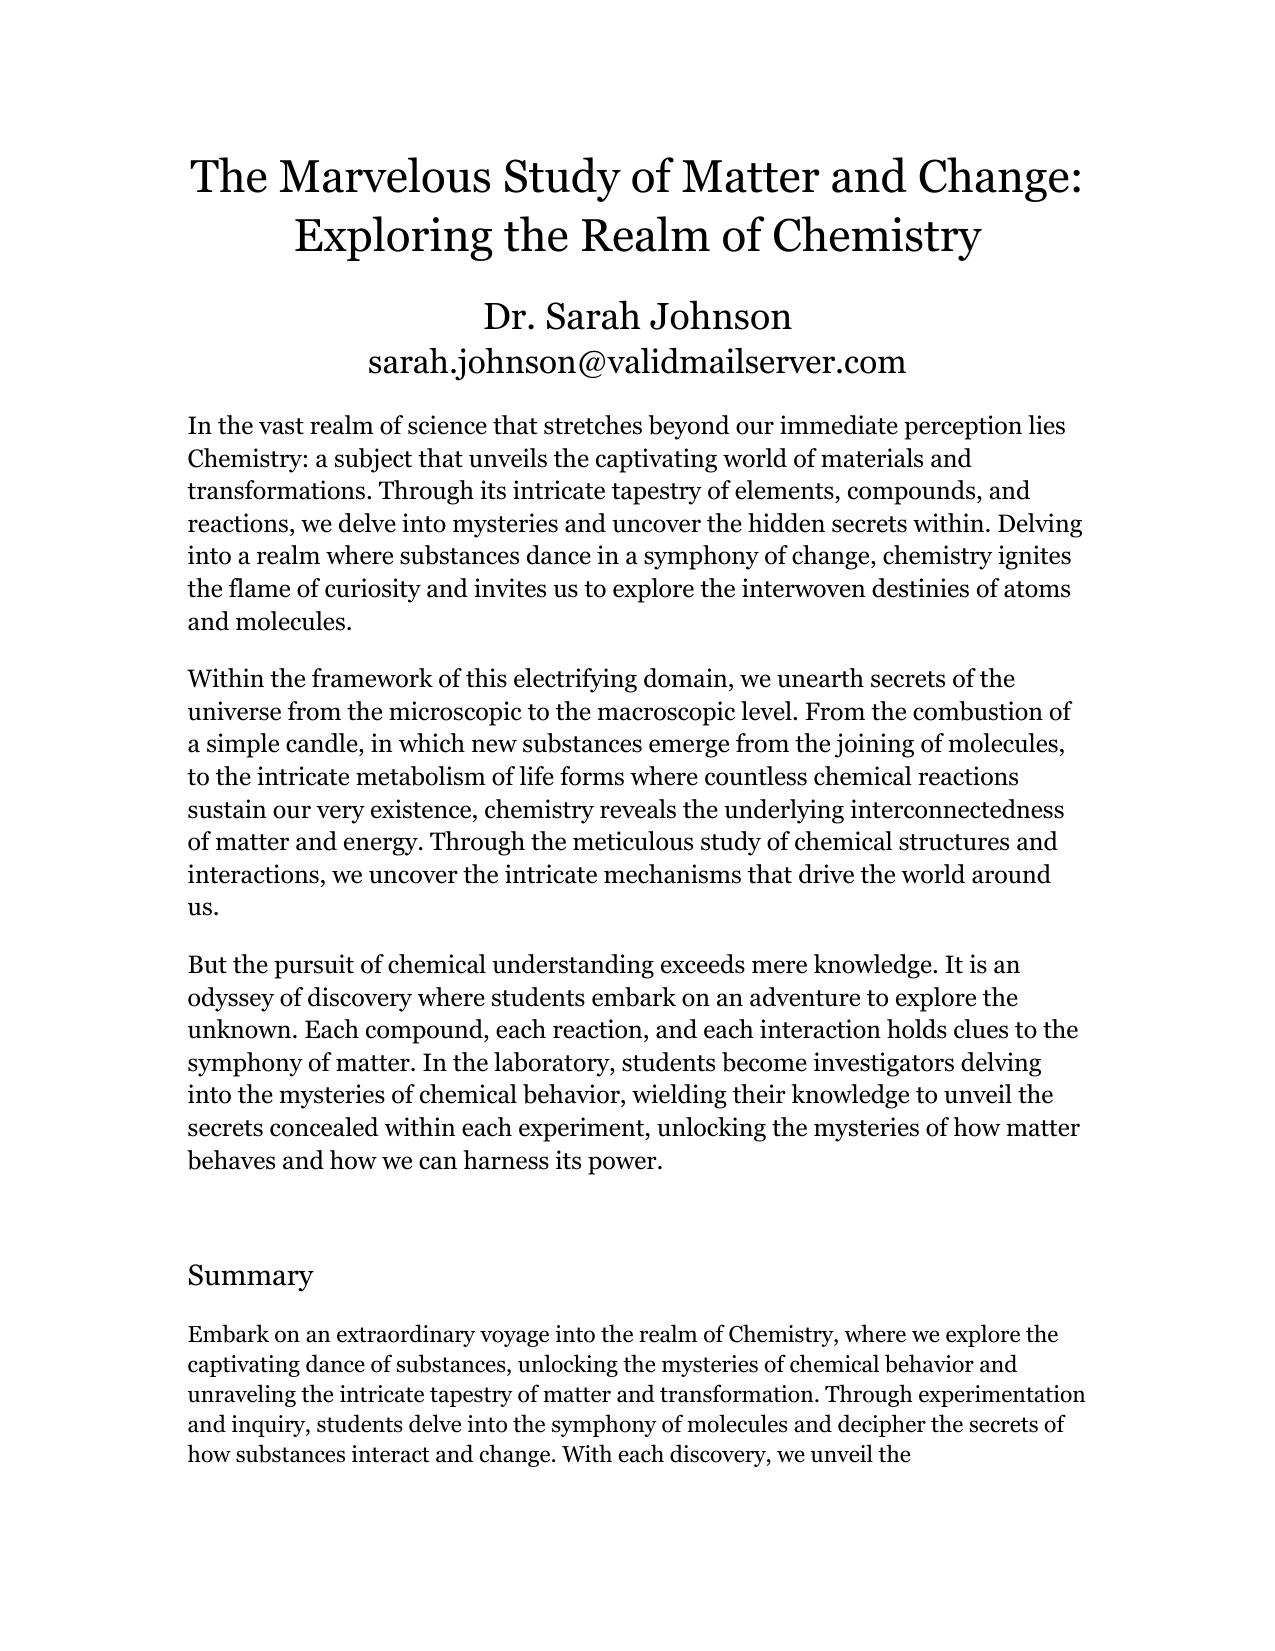 The Marvelous Study of Matter and Change:
Exploring the Realm of Chemistry
Dr. Sarah Johnson
sarah.johnson@validmailserver.com
In the vast realm of science that stretches beyond our immediate perception lies
Chemistry: a subject that unveils the captivating world of materials and
transformations. Through its intricate tapestry of elements, compounds, and
reactions, we delve into mysteries and uncover the hidden secrets within. Delving
into a realm where substances dance in a symphony of change, chemistry ignites
the flame of curiosity and invites us to explore the interwoven destinies of atoms
and molecules.
Within the framework of this electrifying domain, we unearth secrets of the
universe from the microscopic to the macroscopic level. From the combustion of
a simple candle, in which new substances emerge from the joining of molecules,
to the intricate metabolism of life forms where countless chemical reactions
sustain our very existence, chemistry reveals the underlying interconnectedness
of matter and energy. Through the meticulous study of chemical structures and
interactions, we uncover the intricate mechanisms that drive the world around
us.
But the pursuit of chemical understanding exceeds mere knowledge. It is an
odyssey of discovery where students embark on an adventure to explore the
unknown. Each compound, each reaction, and each interaction holds clues to the
symphony of matter. In the laboratory, students become investigators delving
into the mysteries of chemical behavior, wielding their knowledge to unveil the
secrets concealed within each experiment, unlocking the mysteries of how matter
behaves and how we can harness its power.
Summary
Embark on an extraordinary voyage into the realm of Chemistry, where we explore the
captivating dance of substances, unlocking the mysteries of chemical behavior and
unraveling the intricate tapestry of matter and transformation. Through experimentation
and inquiry, students delve into the symphony of molecules and decipher the secrets of
how substances interact and change. With each discovery, we unveil the